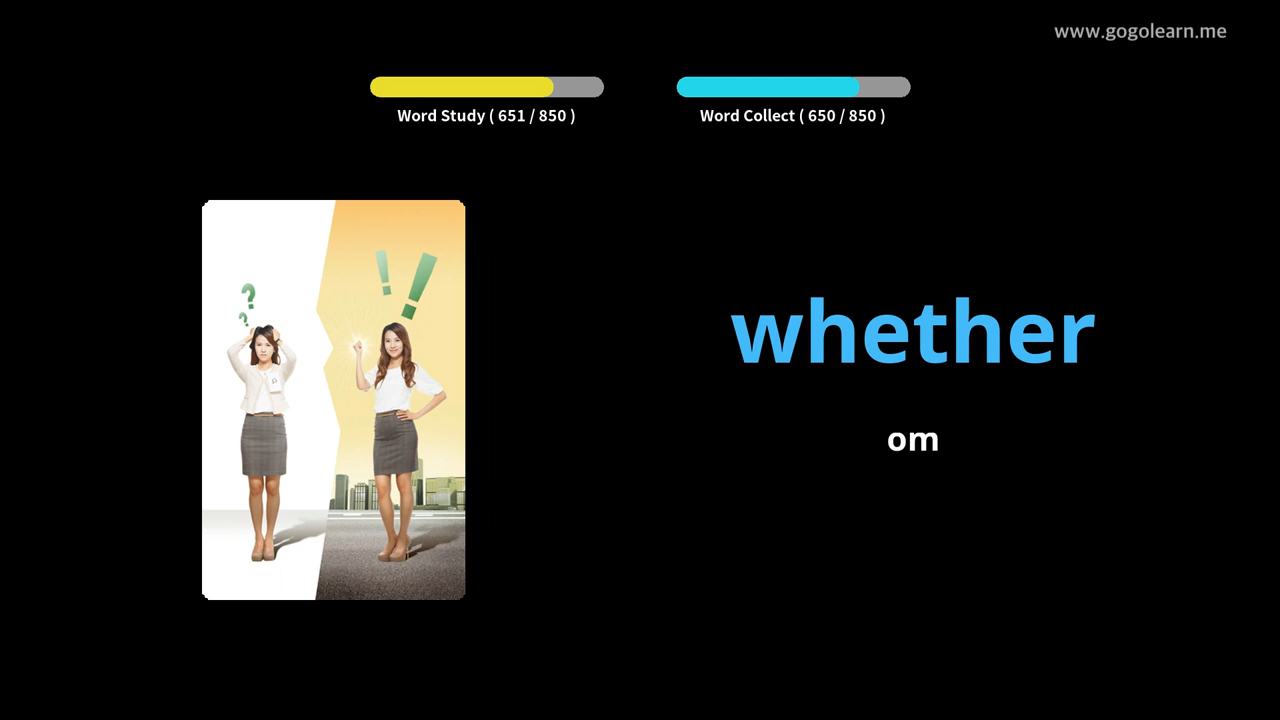 www.gogolearn.me
Word Study ( 651 / 850 )
Word Collect ( 650 / 850 )
? ?
! !
whether
om